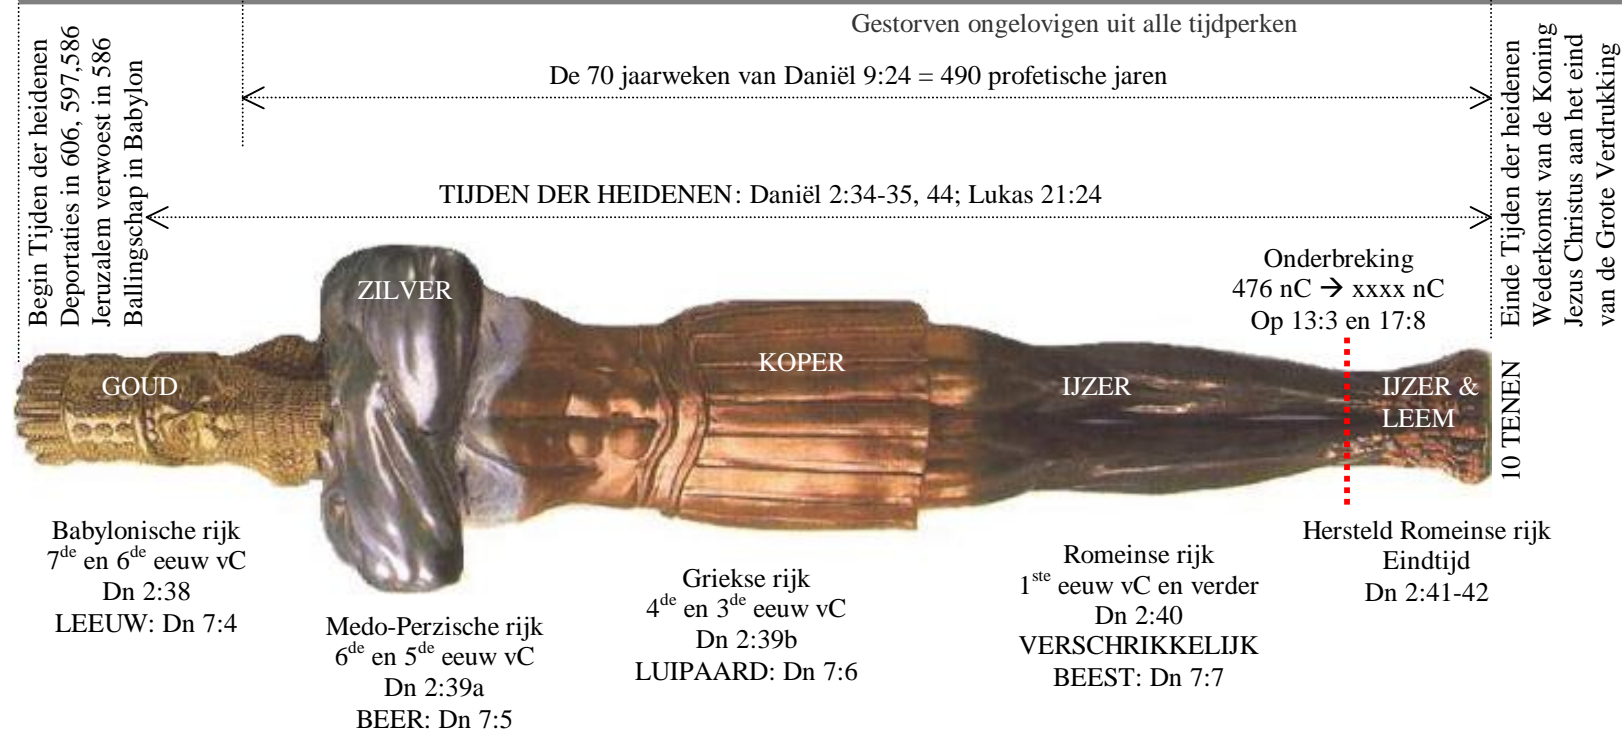 Gestorven ongelovigen uit alle tijdperken
Begin Tijden der heidenen
Deportaties in 606, 597,586
Jeruzalem verwoest in 586
Ballingschap in Babylon
De 70 jaarweken van Daniël 9:24 = 490 profetische jaren
TIJDEN DER HEIDENEN: Daniël 2:34-35, 44; Lukas 21:24
Einde Tijden der heidenen
Wederkomst van de Koning
Jezus Christus aan het eind
van de Grote Verdrukking
Onderbreking
476 nC → xxxx nC
Op 13:3 en 17:8
GOUD
ZILVER
KOPER
IJZER
IJZER &
LEEM
10 TENEN
Babylonische rijk
7de en 6de eeuw vC
Dn 2:38
LEEUW: Dn 7:4
Medo-Perzische rijk
6de en 5de eeuw vC
Dn 2:39a
BEER: Dn 7:5
Griekse rijk
4de en 3de eeuw vC
Dn 2:39b
LUIPAARD: Dn 7:6
Romeinse rijk
1ste eeuw vC en verder
Dn 2:40
VERSCHRIKKELIJK
BEEST: Dn 7:7
Hersteld Romeinse rijk
Eindtijd
Dn 2:41-42